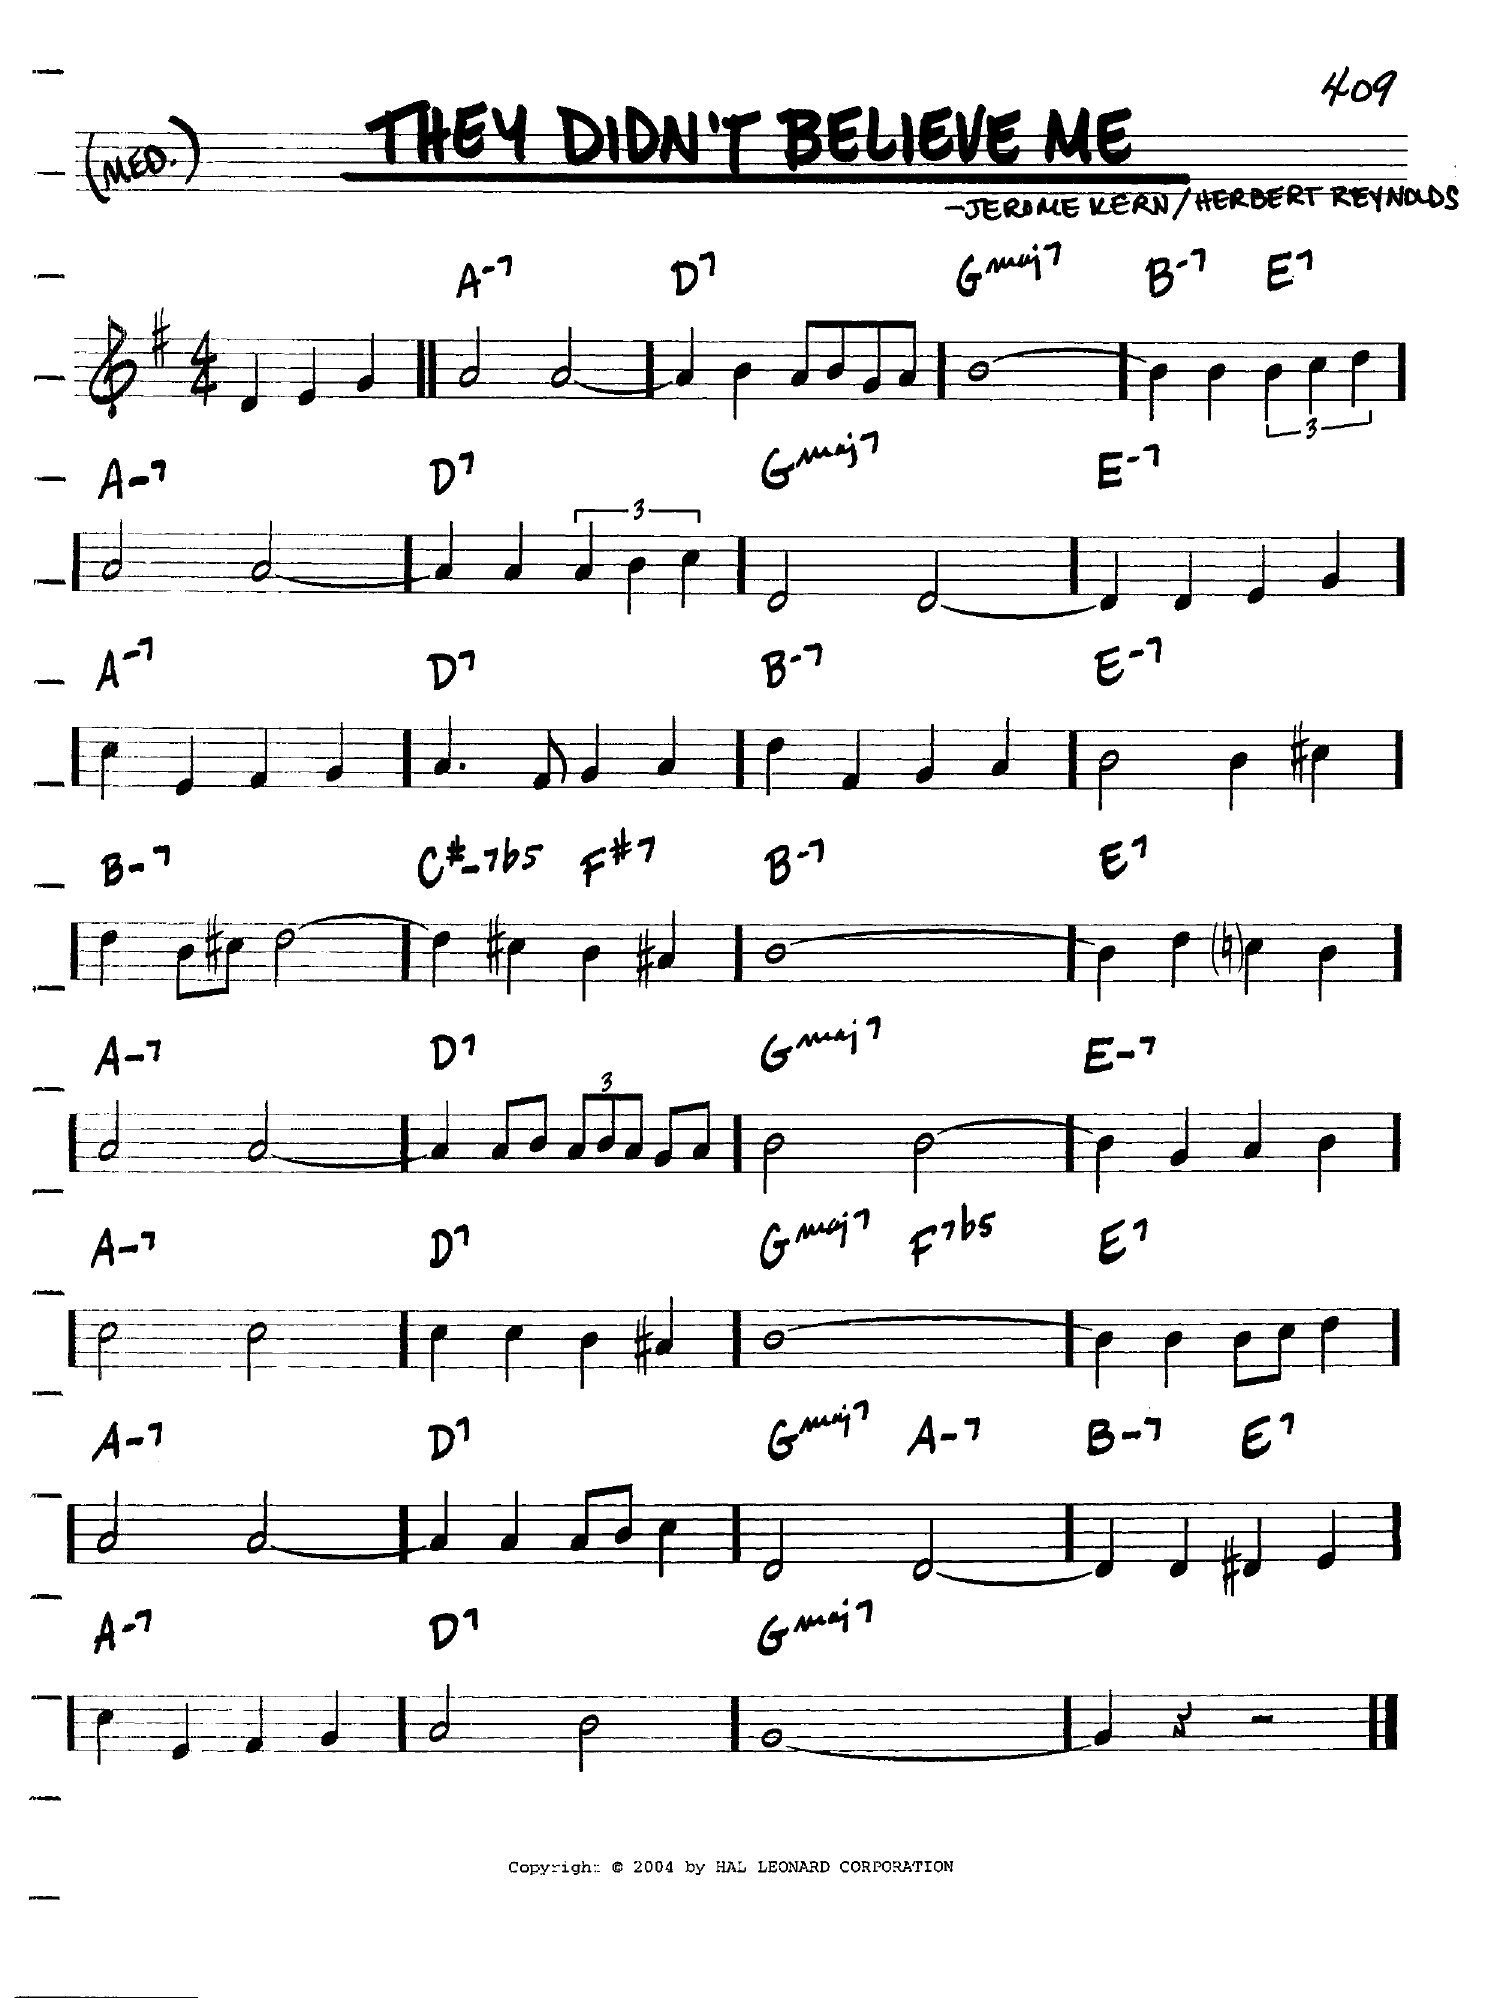 409
(MED.) THEY DIDN'T BELIEVE ME
-JEROME KERN/HERBERT REYNOLDS
A-7 D7 Gmaj7 B-7 E7
4/4 3
A-7 D7 Gmaj7 E-7
3
A-7 D7 B-7 E-7
B-7 C#-7b5 F#7 B-7 E7
A-7 D7 Gmaj7 E-7
3
A-7 D7 Gmaj7 F7b5 E7
A-7 D7 Gmaj7 A-7 B-7 E7
A-7 D7 Gmaj7
Copyright © 2004 by HAL LEONARD CORPORATION